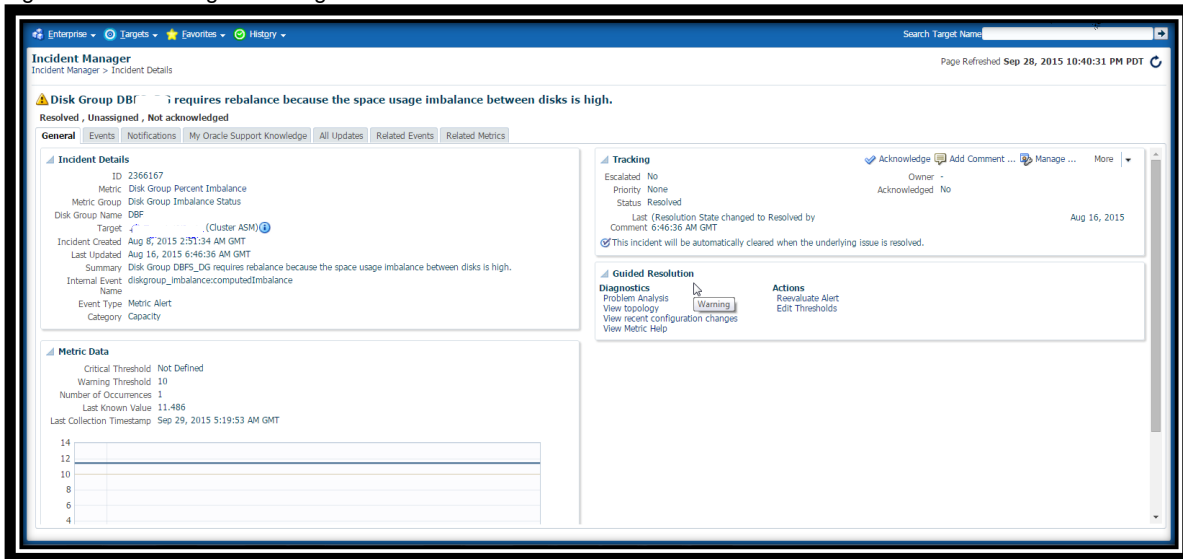 Enterprise Targets Favorites History Search Target Name
Incident Manager
Incident Manager > Incident Details
Page Refreshed Sep 28, 2015 10:40:31 PM PDT
Disk Group requires rebalance because the space usage imbalance between disks is high.
Resolved , Unassigned , Not acknowledged
General Events Notifications My Oracle Support Knowledge All Updates Related Events Related Metrics
Incident Details
ID 2366167
Metric Disk Group Percent Imbalance
Metric Group Disk Group Imbalance Status
Disk Group Name DBF
Target (Cluster ASM)
Incident Created Aug 8, 2015 2:51:34 AM GMT
Last Updated Aug 16, 2015 6:46:36 AM GMT
Summary Disk Group DBFS_DG requires rebalance because the space usage imbalance between disks is high.
Internal Event Name diskgroup_imbalance:computedImbalance
Event Type Metric Alert
Category Capacity
Tracking
Acknowledge Add Comment ... Manage ... More
Escalated No
Owner -
Priority None
Acknowledged No
Status Resolved
Last Comment (Resolution State changed to Resolved by
6:46:36 AM GMT
Aug 16, 2015
This incident will be automatically cleared when the underlying issue is resolved.
Guided Resolution
Diagnostics
Problem Analysis
View topology
View recent configuration changes
View Metric Help
Warning
Actions
Reevaluate Alert
Edit Thresholds
Metric Data
Critical Threshold Not Defined
Warning Threshold 10
Number of Occurrences 1
Last Known Value 11.486
Last Collection Timestamp Sep 29, 2015 5:19:53 AM GMT
14
12
10
8
6
4